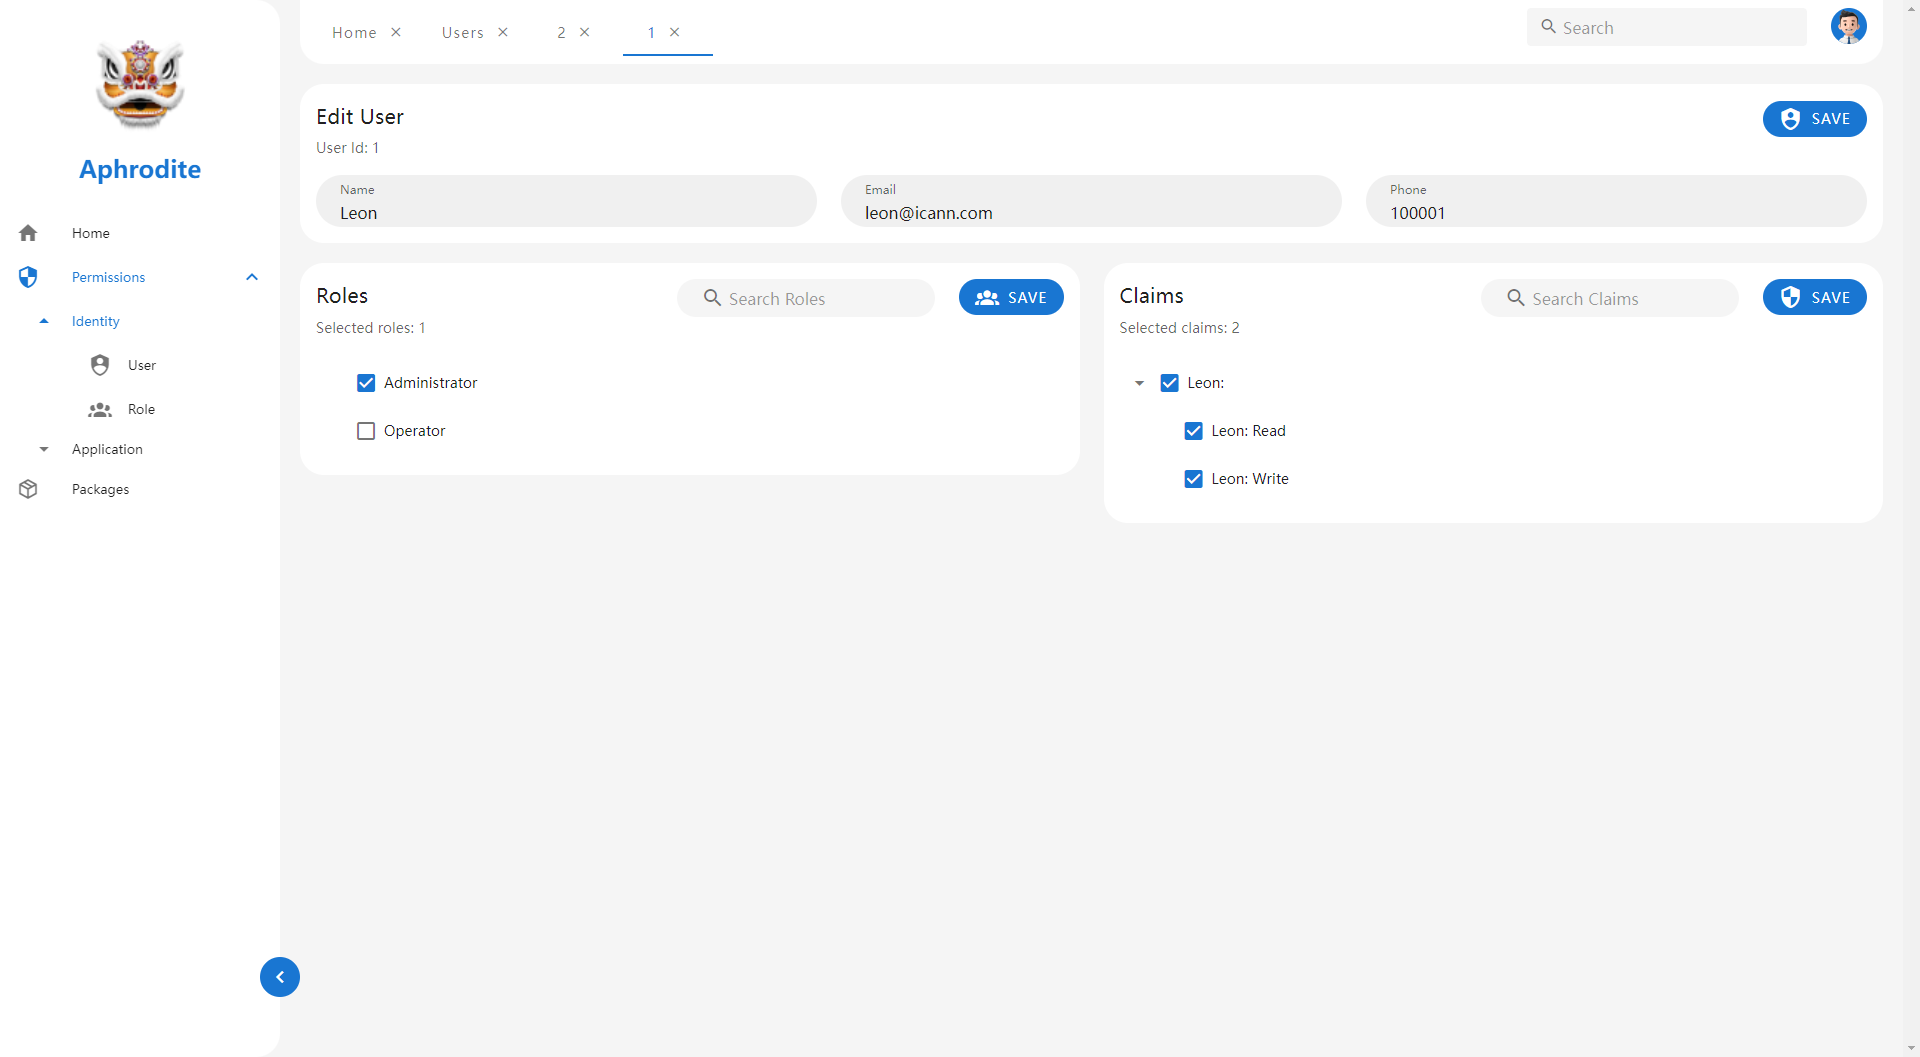 Aphrodite
Home
Permissions
Identity
User
Role
Application
Packages
Home Users 2 1
Search
Edit User
SAVE
User Id: 1
Name
Leon
Email
leon@icann.com
Phone
100001
Roles
Search Roles
SAVE
Selected roles: 1
Administrator
Operator
Claims
Search Claims
SAVE
Selected claims: 2
Leon:
Leon: Read
Leon: Write